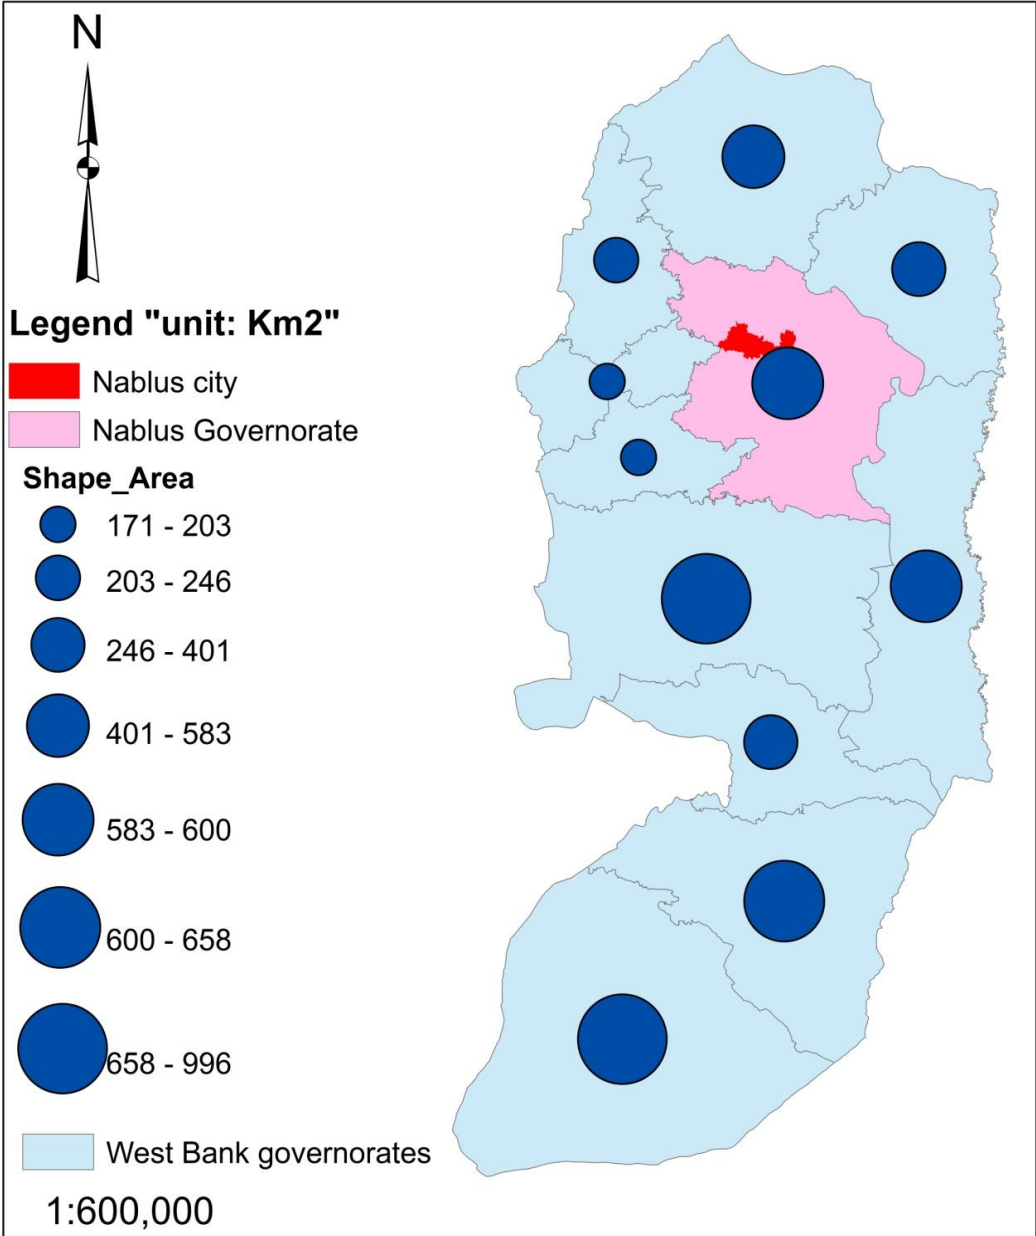 N
Legend "unit: Km2"
Nablus city
Nablus Governorate
Shape_Area
171 - 203
203 - 246
246 - 401
401 - 583
583 - 600
600 - 658
658 - 996
West Bank governorates
1:600,000